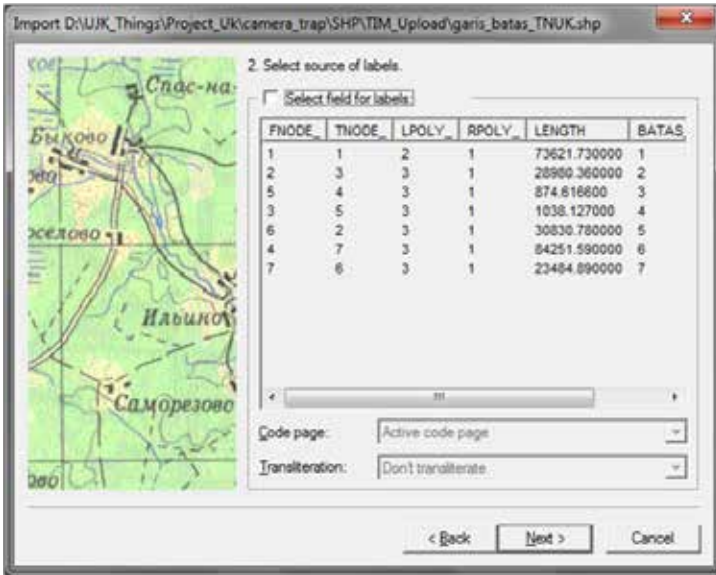 Import D:\UJK_Things\Project_Uk\camera_trap\SHP\TIM_Upload\garis_batas_TNUK.shp
2. Select source of labels.
Select field for labels:
FNODE_ TNODE_ LPOLY_ RPOLY_ LENGTH BATAS_
1 1 2 1 73621.730000 1
2 3 3 1 28980.360000 2
5 4 3 1 874.616600 3
3 5 3 1 1038.127000 4
6 2 3 1 30830.780000 5
4 7 3 1 84251.590000 6
7 6 3 1 23484.890000 7
Code page: Active code page
Transliteration: Don't transliterate
< Back Next > Cancel
Спас-на-
Быково
оселово
Ильинко
Саморезово
ово